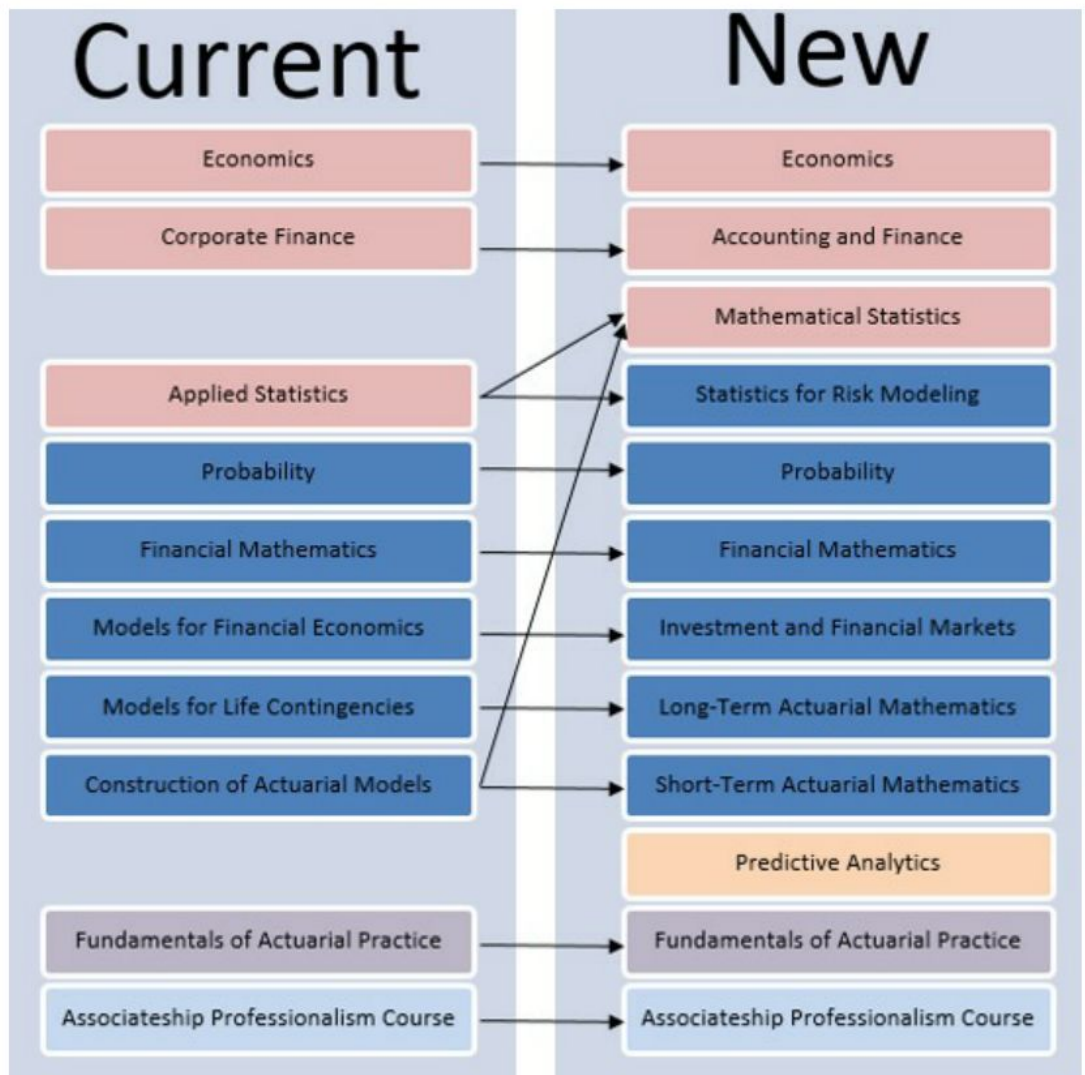 Current
New
Economics
Economics
Corporate Finance
Accounting and Finance
Mathematical Statistics
Applied Statistics
Statistics for Risk Modeling
Probability
Probability
Financial Mathematics
Financial Mathematics
Models for Financial Economics
Investment and Financial Markets
Models for Life Contingencies
Long-Term Actuarial Mathematics
Construction of Actuarial Models
Short-Term Actuarial Mathematics
Predictive Analytics
Fundamentals of Actuarial Practice
Fundamentals of Actuarial Practice
Associateship Professionalism Course
Associateship Professionalism Course